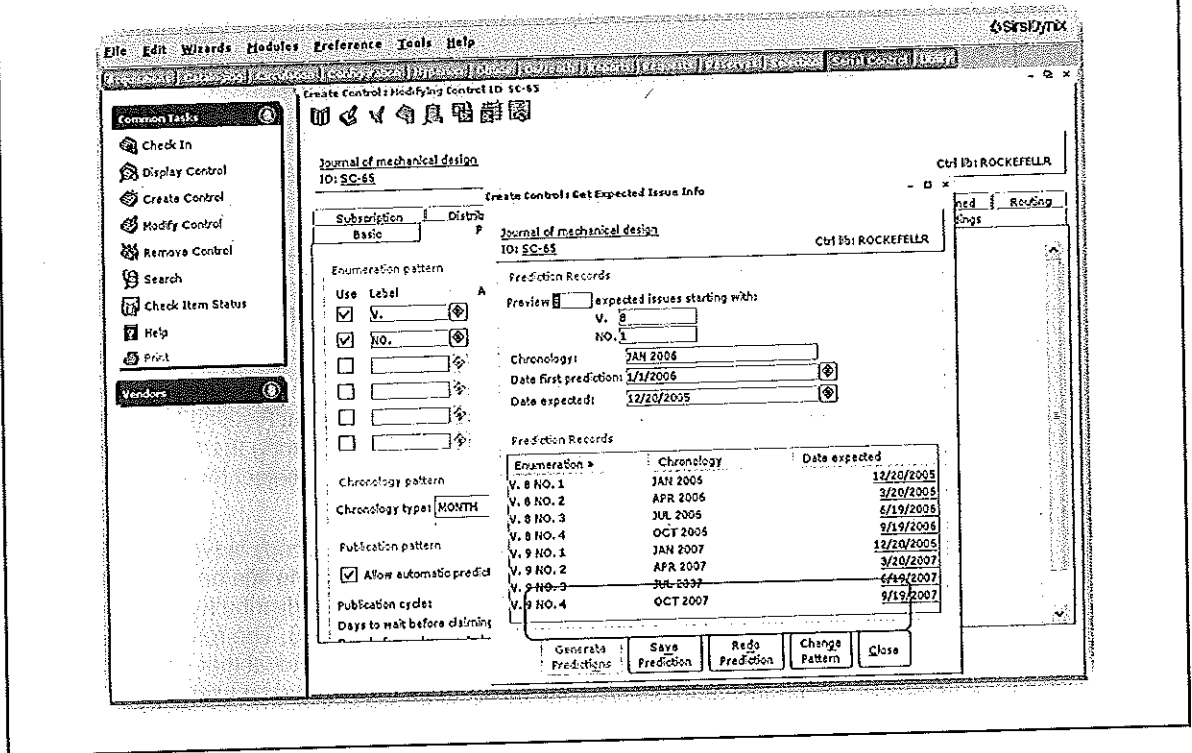 SirsiDynix
File Edit Wizards Modules Preference Tools Help
Serial Control
Create Control : Modifying Control ID SC-65
Common Tasks
Check In
Display Control
Create Control
Modify Control
Remove Control
Search
Check Item Status
Help
Print
Vendors
Journal of mechanical design
ID: SC-65
Ctrl lib: ROCKEFELLR
Subscription
Basic
Routing
Enumeration pattern
Use Label
V.
NO.
Chronology pattern
Chronology type: MONTH
Publication pattern
Allow automatic predict
Publication cycle:
Days to wait before claiming
Create Control : Get Expected Issue Info
Journal of mechanical design
ID: SC-65
Ctrl lib: ROCKEFELLR
Prediction Records
Preview 8 expected issues starting with:
V. 8
NO. 1
Chronology: JAN 2006
Date first prediction: 1/1/2006
Date expected: 12/20/2005
Prediction Records
Enumeration Chronology Date expected
V. 8 NO. 1 JAN 2006 12/20/2005
V. 8 NO. 2 APR 2006 3/20/2006
V. 8 NO. 3 JUL 2006 6/19/2006
V. 8 NO. 4 OCT 2006 9/19/2006
V. 9 NO. 1 JAN 2007 12/20/2006
V. 9 NO. 2 APR 2007 3/20/2007
V. 9 NO. 3 JUL 2007 6/19/2007
V. 9 NO. 4 OCT 2007 9/19/2007
Generate Predictions
Save Prediction
Redo Prediction
Change Pattern
Close